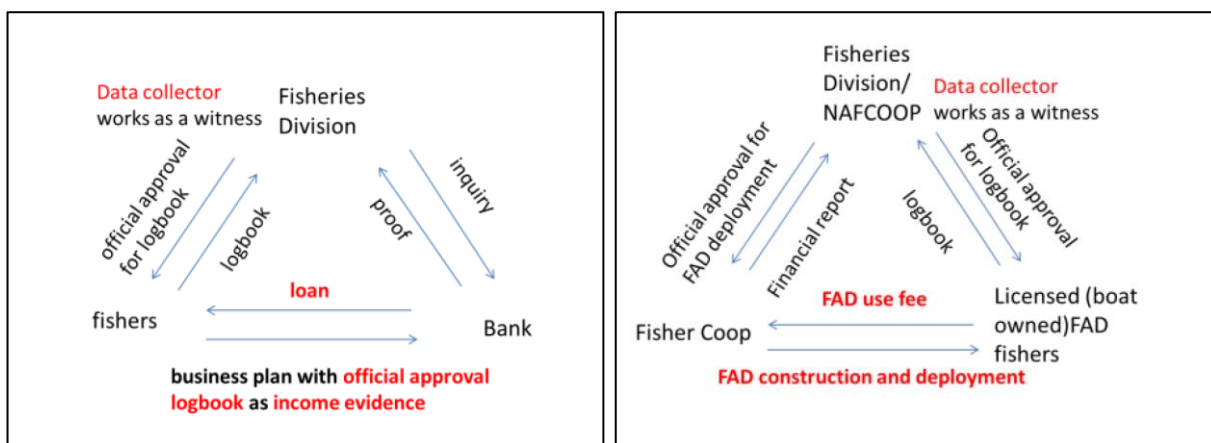 Data collector
works as a witness
Fisheries
Division
official approval
for logbook
logbook
inquiry
proof
fishers
loan
Bank
business plan with official approval
logbook as income evidence
Fisheries
Division/
NAFCOOP
Data collector
works as a witness
Official approval for
FAD deployment
Financial report
logbook
Official approval
for logbook
Fisher Coop
FAD use fee
Licensed (boat
owned)FAD
fishers
FAD construction and deployment